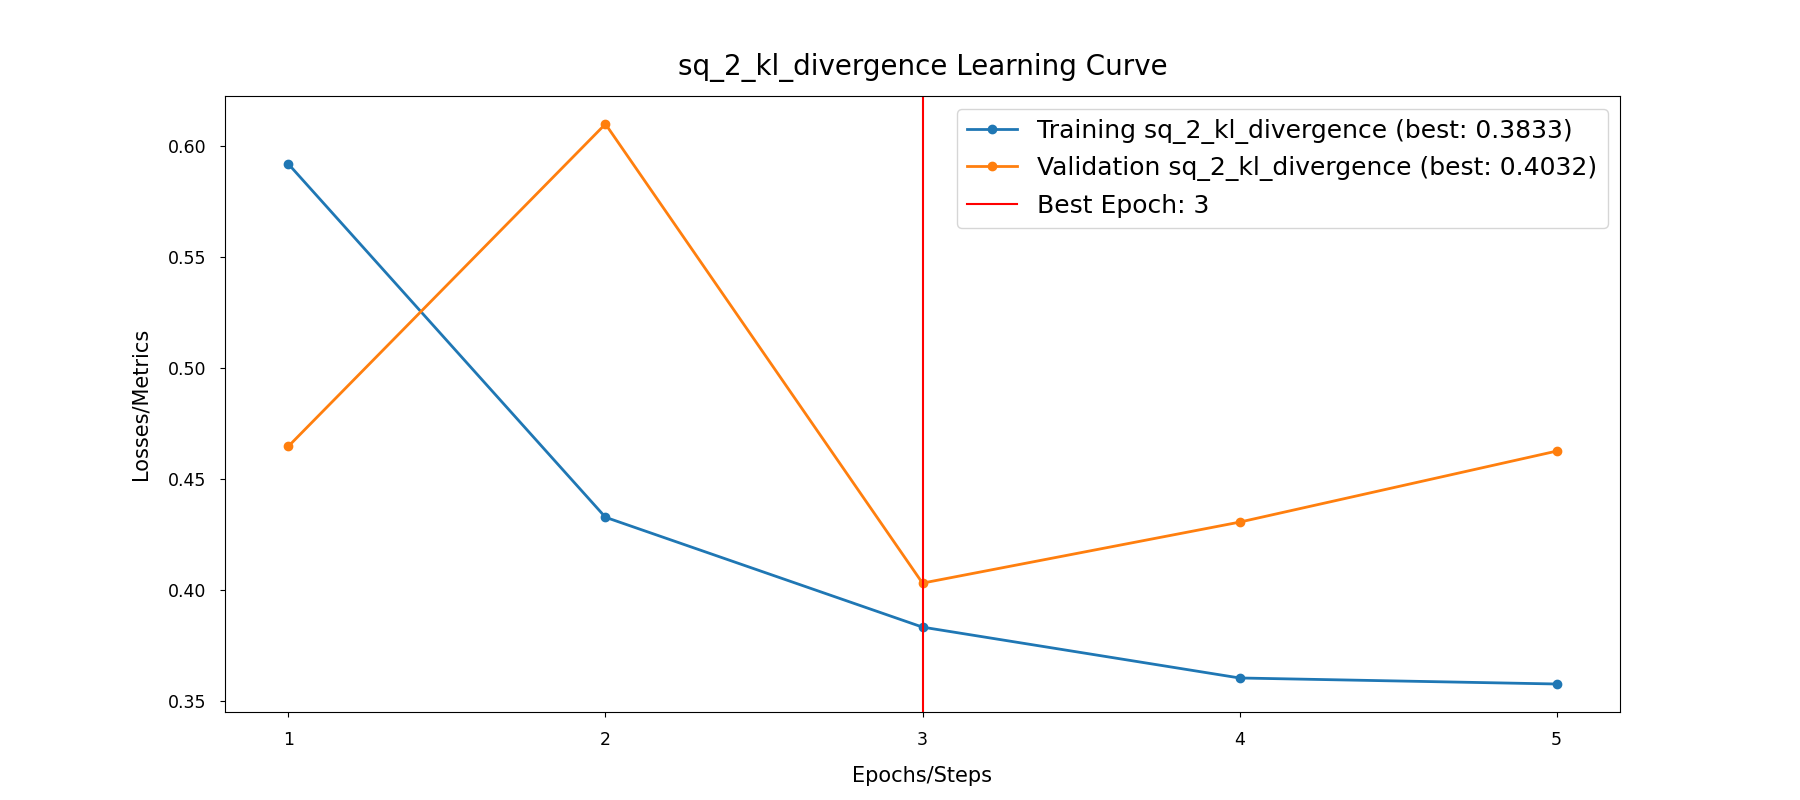 sq_2_kl_divergence Learning Curve
Training sq_2_kl_divergence (best: 0.3833)
Validation sq_2_kl_divergence (best: 0.4032)
Best Epoch: 3
Losses/Metrics
0.60
0.55
0.50
0.45
0.40
0.35
1 2 3 4 5
Epochs/Steps